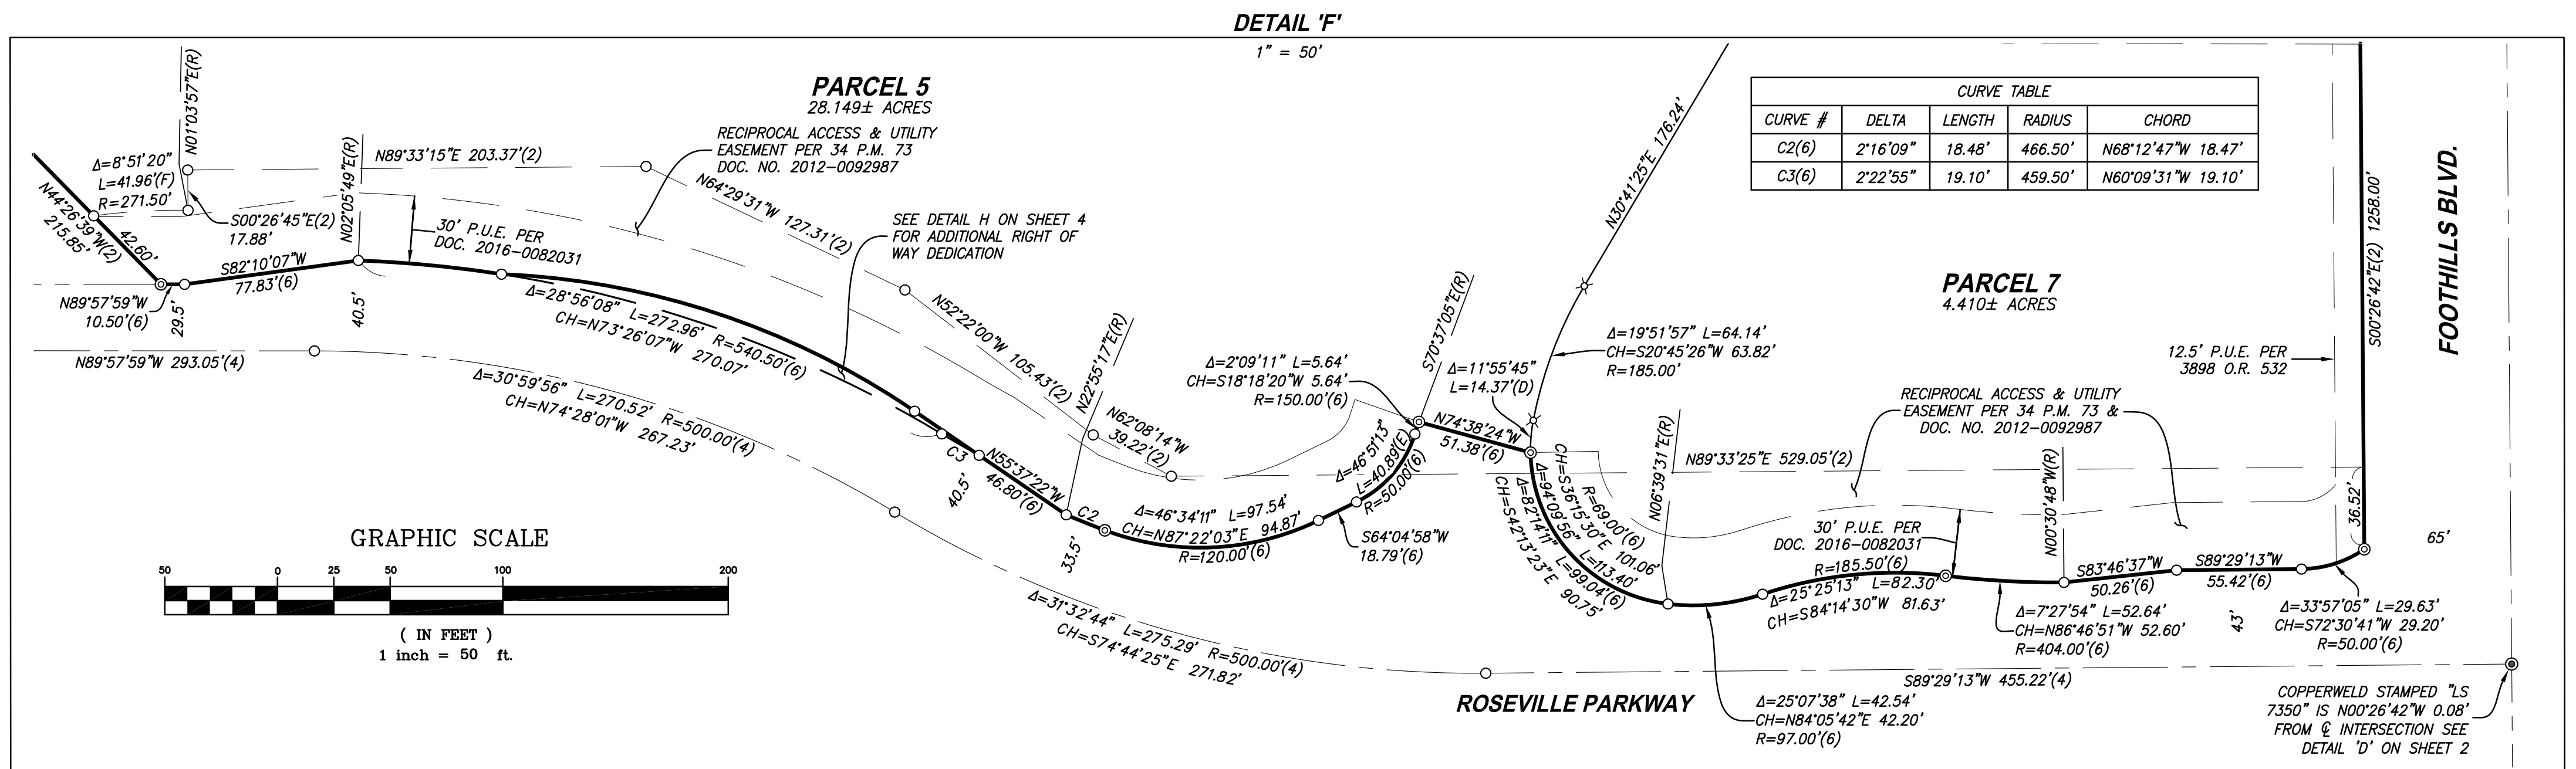 DETAIL 'F'
1" = 50'
PARCEL 5
28.149± ACRES
RECIPROCAL ACCESS & UTILITY
EASEMENT PER 34 P.M. 73
DOC. NO. 2012-0092987
N01°03'57"E(R)
Δ=8°51'20"
L=41.96'(F)
R=271.50'
N44°26'39"W(2)
215.85'
42.60'
S00°26'45"E(2)
17.88'
N89°33'15"E 203.37'(2)
N02°05'49"E(R)
30' P.U.E. PER
DOC. 2016-0082031
N64°29'31"W 127.31'(2)
SEE DETAIL H ON SHEET 4
FOR ADDITIONAL RIGHT OF
WAY DEDICATION
S82°10'07"W
77.83'(6)
N89°57'59"W
10.50'(6)
29.5'
40.5'
N89°57'59"W 293.05'(4)
Δ=28°56'08" L=272.96' R=540.50'(6)
CH=N73°26'07"W 270.07'
Δ=30°59'56" L=270.52' R=500.00'(4)
CH=N74°28'01"W 267.23'
N52°22'00"W 105.43'(2)
N22°55'17"E(R)
N62°08'14"W
39.22'(2)
C3
40.5'
N55°37'22"W
46.80'(6)
C2
33.5'
Δ=46°34'11" L=97.54'
CH=N87°22'03"E 94.87'
R=120.00'(6)
S64°04'58"W
18.79'(6)
Δ=46°51'13"
L=40.89'(E)
R=50.00'(6)
Δ=2°09'11" L=5.64'
CH=S18°18'20"W 5.64'
R=150.00'(6)
S70°37'05"E(R)
Δ=11°55'45"
L=14.37'(D)
N74°38'24"W
51.38'(6)
N30°41'25"E 176.24'
Δ=19°51'57" L=64.14'
CH=S20°45'26"W 63.82'
R=185.00'
CURVE TABLE
CURVE # DELTA LENGTH RADIUS CHORD
C2(6) 2°16'09" 18.48' 466.50' N68°12'47"W 18.47'
C3(6) 2°22'55" 19.10' 459.50' N60°09'31"W 19.10'
PARCEL 7
4.410± ACRES
FOOTHILLS BLVD.
S00°26'42"E(2) 1258.00'
12.5' P.U.E. PER
3898 O.R. 532
RECIPROCAL ACCESS & UTILITY
EASEMENT PER 34 P.M. 73 &
DOC. NO. 2012-0092987
N89°33'25"E 529.05'(2)
N06°39'31"E(R)
R=69.00'(6)
CH=S36°15'30"E 101.06'
Δ=94°09'56" L=113.40'
Δ=82°14'11" L=99.04'(6)
CH=S42°13'23"E 90.75'
30' P.U.E. PER
DOC. 2016-0082031
R=185.50'(6)
Δ=25°25'13" L=82.30'
CH=S84°14'30"W 81.63'
N00°30'48"W(R)
S83°46'37"W
50.26'(6)
S89°29'13"W
55.42'(6)
36.52'
65'
43'
Δ=7°27'54" L=52.64'
CH=N86°46'51"W 52.60'
R=404.00'(6)
Δ=33°57'05" L=29.63'
CH=S72°30'41"W 29.20'
R=50.00'(6)
Δ=31°32'44" L=275.29' R=500.00'(4)
CH=S74°44'25"E 271.82'
ROSEVILLE PARKWAY
S89°29'13"W 455.22'(4)
Δ=25°07'38" L=42.54'
CH=N84°05'42"E 42.20'
R=97.00'(6)
COPPERWELD STAMPED "LS
7350" IS N00°26'42"W 0.08'
FROM ℄ INTERSECTION SEE
DETAIL 'D' ON SHEET 2
GRAPHIC SCALE
50 0 25 50 100 200
( IN FEET )
1 inch = 50 ft.